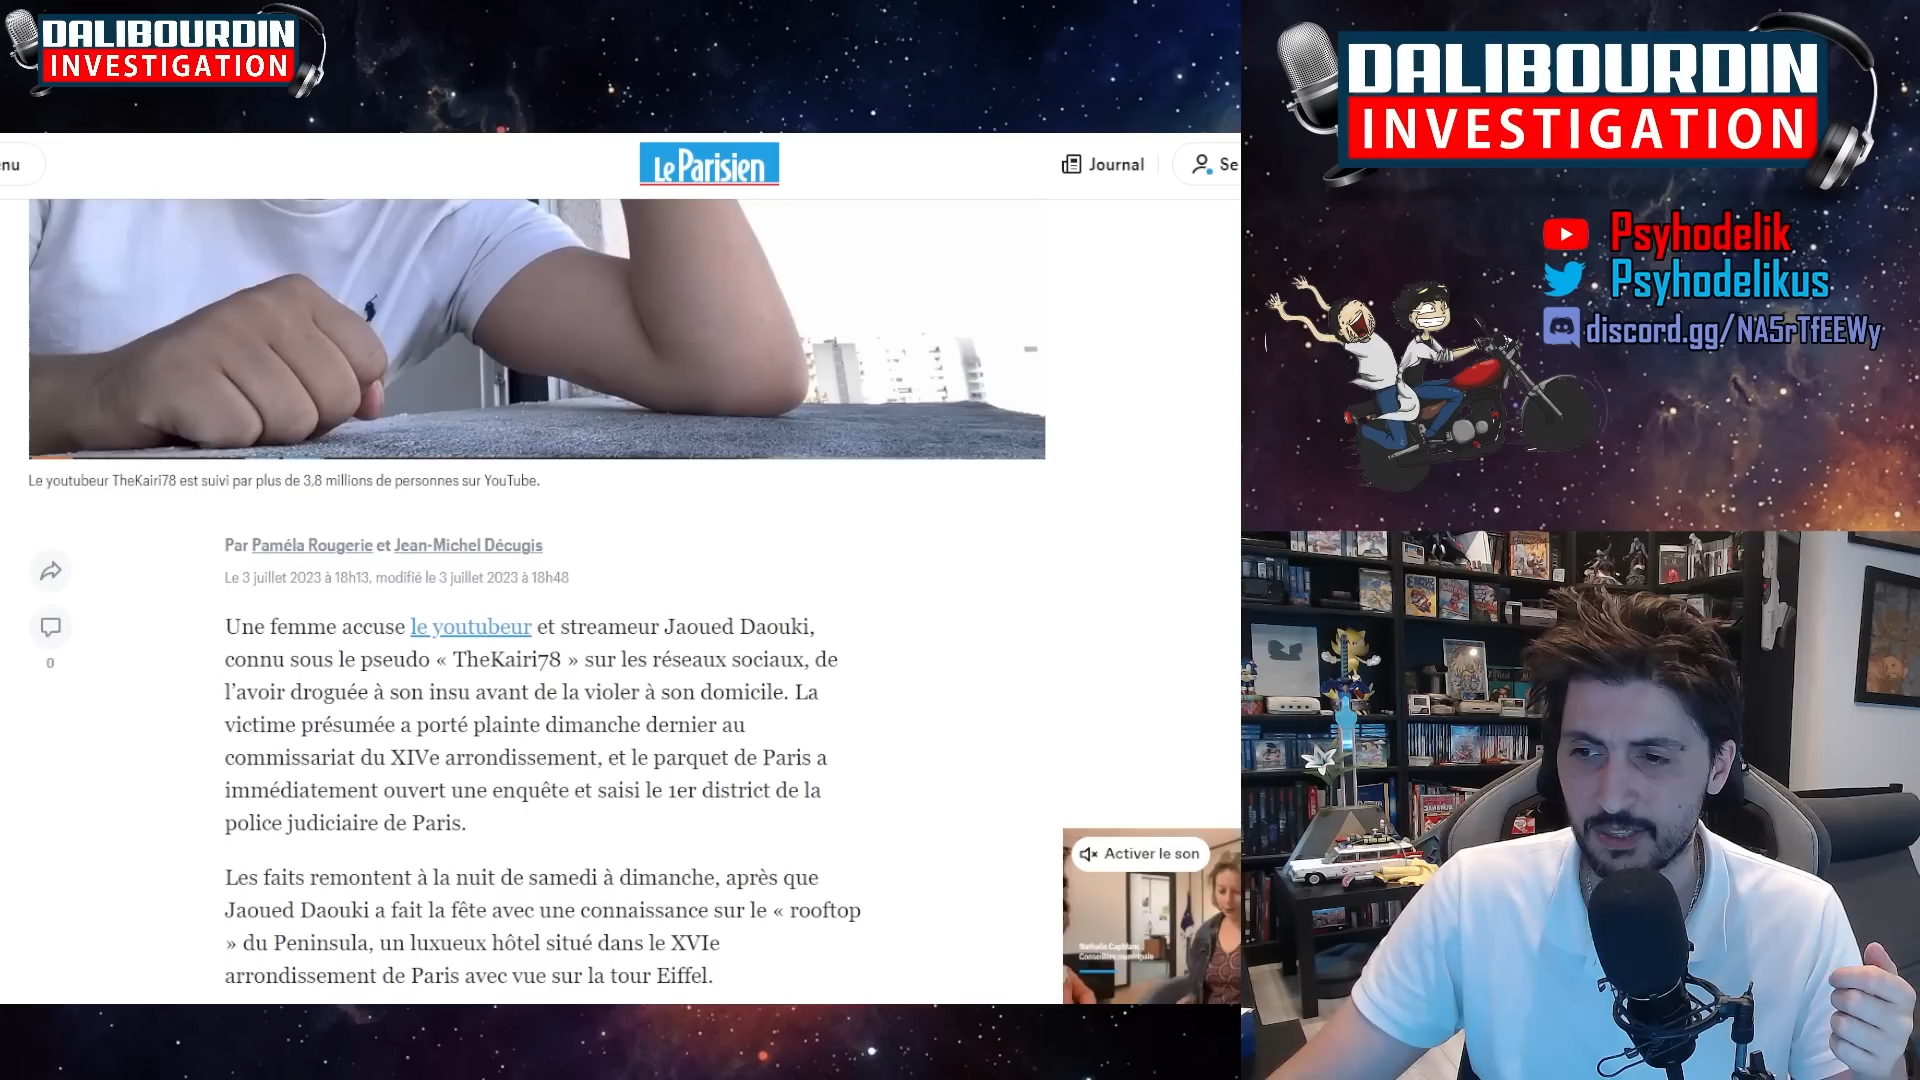 DALIBOURDIN
INVESTIGATION
DALIBOURDIN
INVESTIGATION
enu
Le Parisien
Journal
Se
Psyhodelik
Psyhodelikus
discord.gg/NA5rTfEEWy
Le youtubeur TheKairi78 est suivi par plus de 3,8 millions de personnes sur YouTube.
Par Paméla Rougerie et Jean-Michel Décugis
Le 3 juillet 2023 à 18h13, modifié le 3 juillet 2023 à 18h48
0
Une femme accuse le youtubeur et streameur Jaoued Daouki,
connu sous le pseudo « TheKairi78 » sur les réseaux sociaux, de
l’avoir droguée à son insu avant de la violer à son domicile. La
victime présumée a porté plainte dimanche dernier au
commissariat du XIVe arrondissement, et le parquet de Paris a
immédiatement ouvert une enquête et saisi le 1er district de la
police judiciaire de Paris.
Les faits remontent à la nuit de samedi à dimanche, après que
Jaoued Daouki a fait la fête avec une connaissance sur le « rooftop
» du Peninsula, un luxueux hôtel situé dans le XVIe
arrondissement de Paris avec vue sur la tour Eiffel.
Activer le son
Nathalie Capblanc
Conseillère municipale